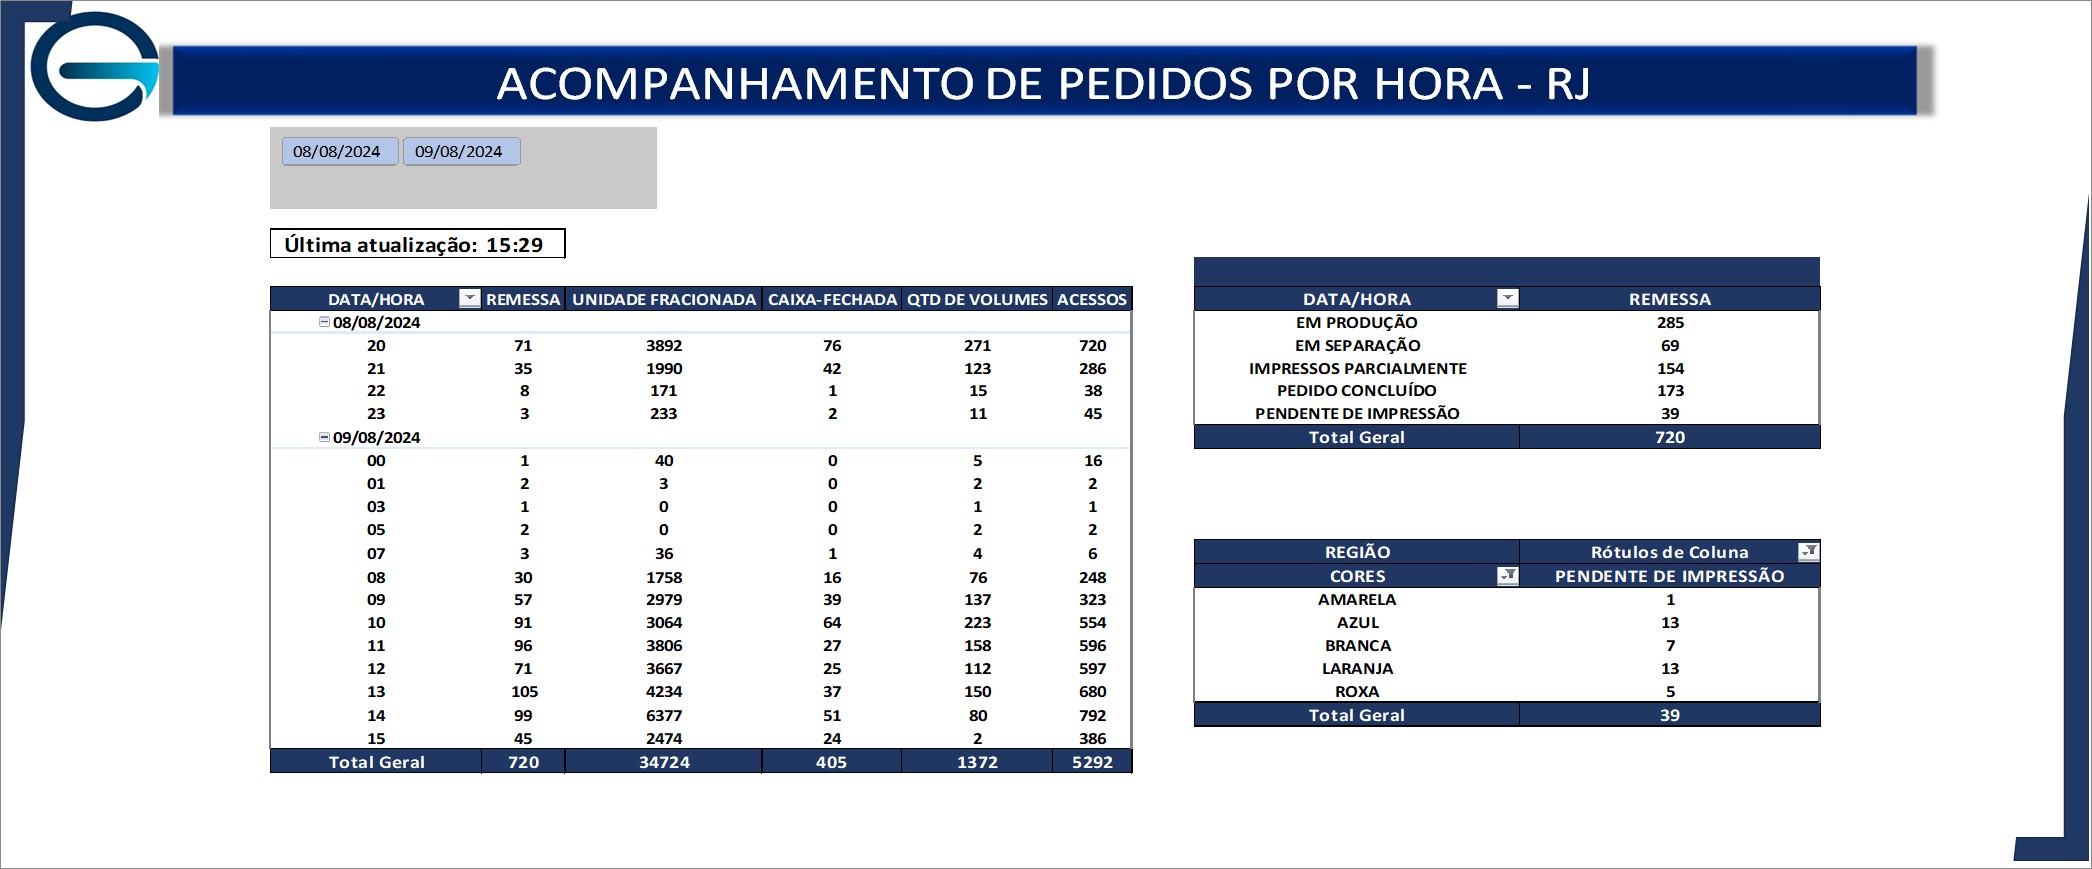 ACOMPANHAMENTO DE PEDIDOS POR HORA - RJ
08/08/2024 09/08/2024
Última atualização: 15:29
DATA/HORA REMESSA UNIDADE FRACIONADA CAIXA-FECHADA QTD DE VOLUMES ACESSOS
08/08/2024
20 71 3892 76 271 720
21 35 1990 42 123 286
22 8 171 1 15 38
23 3 233 2 11 45
09/08/2024
00 1 40 0 5 16
01 2 3 0 2 2
03 1 0 0 1 1
05 2 0 0 2 2
07 3 36 1 4 6
08 30 1758 16 76 248
09 57 2979 39 137 323
10 91 3064 64 223 554
11 96 3806 27 158 596
12 71 3667 25 112 597
13 105 4234 37 150 680
14 99 6377 51 80 792
15 45 2474 24 2 386
Total Geral 720 34724 405 1372 5292
DATA/HORA REMESSA
EM PRODUÇÃO 285
EM SEPARAÇÃO 69
IMPRESSOS PARCIALMENTE 154
PEDIDO CONCLUÍDO 173
PENDENTE DE IMPRESSÃO 39
Total Geral 720
REGIÃO Rótulos de Coluna
CORES PENDENTE DE IMPRESSÃO
AMARELA 1
AZUL 13
BRANCA 7
LARANJA 13
ROXA 5
Total Geral 39